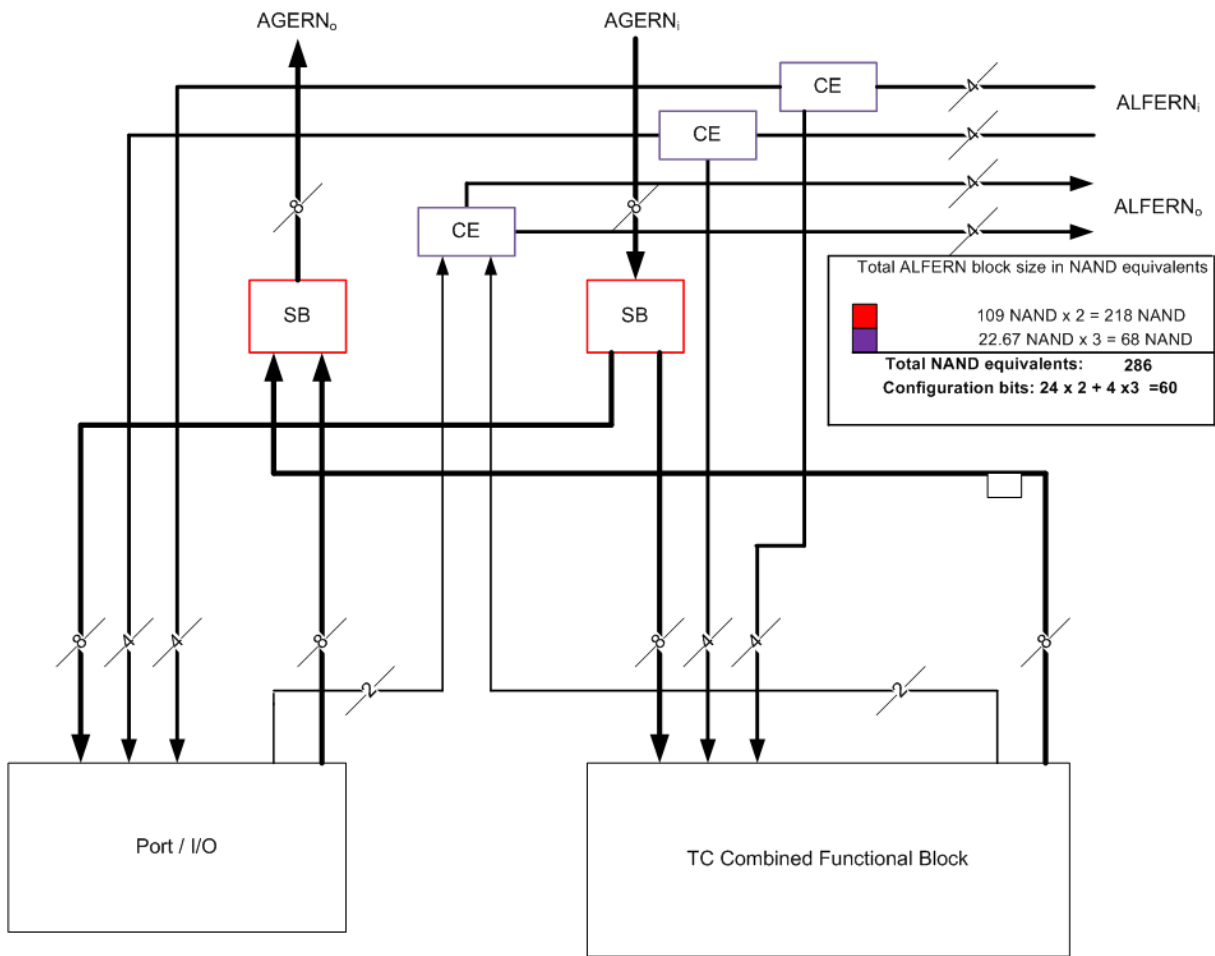 AGERNₒ
AGERNᵢ
CE
4
ALFERNᵢ
CE
4
4
ALFERNₒ
8
8
CE
4
Total ALFERN block size in NAND equivalents
SB
SB
109 NAND x 2 = 218 NAND
22.67 NAND x 3 = 68 NAND
Total NAND equivalents: 286
Configuration bits: 24 x 2 + 4 x3 =60
8
4
4
8
8
4
4
8
2
2
Port / I/O
TC Combined Functional Block